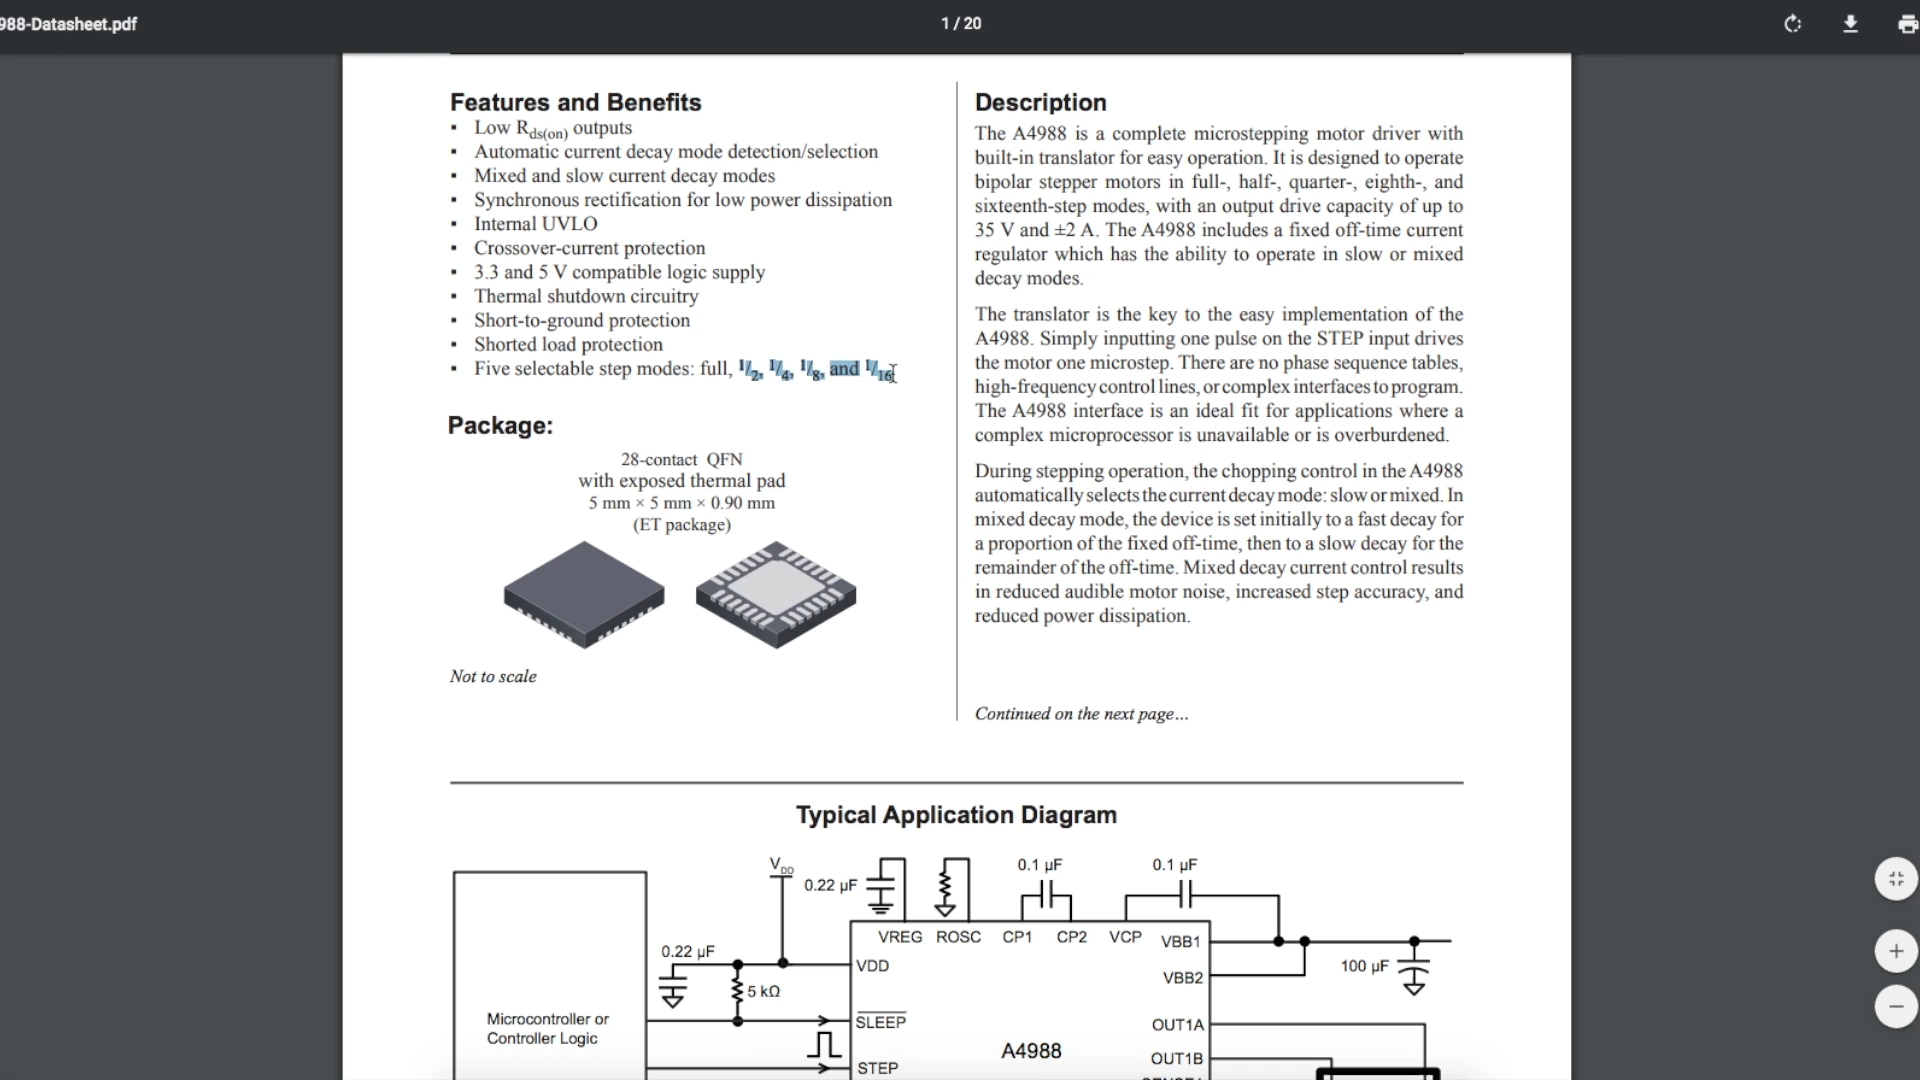 988-Datasheet.pdf
1 / 20
Features and Benefits
▪ Low Rds(on) outputs
▪ Automatic current decay mode detection/selection
▪ Mixed and slow current decay modes
▪ Synchronous rectification for low power dissipation
▪ Internal UVLO
▪ Crossover-current protection
▪ 3.3 and 5 V compatible logic supply
▪ Thermal shutdown circuitry
▪ Short-to-ground protection
▪ Shorted load protection
▪ Five selectable step modes: full, 1/2, 1/4, 1/8, and 1/16
Package:
28-contact QFN
with exposed thermal pad
5 mm × 5 mm × 0.90 mm
(ET package)
Not to scale
Description
The A4988 is a complete microstepping motor driver with
built-in translator for easy operation. It is designed to operate
bipolar stepper motors in full-, half-, quarter-, eighth-, and
sixteenth-step modes, with an output drive capacity of up to
35 V and ±2 A. The A4988 includes a fixed off-time current
regulator which has the ability to operate in slow or mixed
decay modes.
The translator is the key to the easy implementation of the
A4988. Simply inputting one pulse on the STEP input drives
the motor one microstep. There are no phase sequence tables,
high-frequency control lines, or complex interfaces to program.
The A4988 interface is an ideal fit for applications where a
complex microprocessor is unavailable or is overburdened.
During stepping operation, the chopping control in the A4988
automatically selects the current decay mode: slow or mixed. In
mixed decay mode, the device is set initially to a fast decay for
a proportion of the fixed off-time, then to a slow decay for the
remainder of the off-time. Mixed decay current control results
in reduced audible motor noise, increased step accuracy, and
reduced power dissipation.
Continued on the next page…
Typical Application Diagram
VDD
0.22 µF
0.1 µF
0.1 µF
VREG ROSC CP1 CP2 VCP VBB1
0.22 µF
VDD
100 µF
VBB2
5 kΩ
Microcontroller or
Controller Logic
SLEEP
OUT1A
A4988
OUT1B
STEP